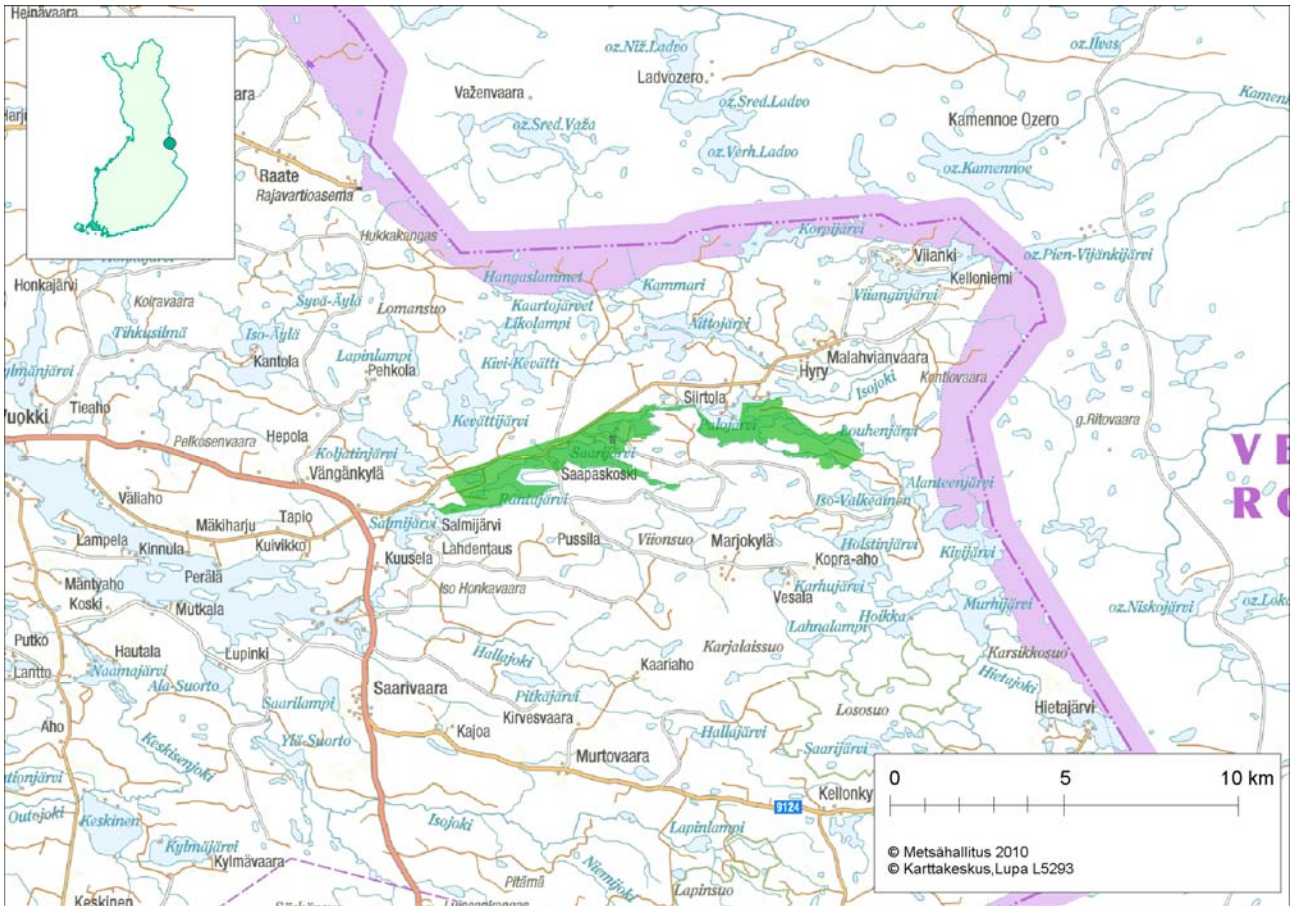 Heinävaara
oz.Niž.Ladvo
oz.Ilvas
Ladvozero
Važenvaara
oz.Sred.Ladvo
oz.Sred.Važa
Kamennoe Ozero
oz.Verh.Ladvo
oz.Kamennoe
Raate
Rajavartioasema
Hukkakangas
Korpijärvi
Viianki
oz.Pien-Vijänkijärvi
Kelloniemi
Honkajärvi
Hangaslammet
Kammari
Viianginjärvi
Koiravaara
Syvä-Äylä
Lomansuo
Kaartojärvet
Likolampi
Aittojärvi
Tihkusilmä
Iso-Äylä
Kantola
Lapinlampi
Pehkola
Kivi-Kevätti
Malahvianvaara
Hyry
Isojoki
Kontiovaara
Siirtola
Tieaho
Kevättijärvi
Palojärvi
Louhenjärvi
g.Ritovaara
Pelkosenvaara
Hepola
Koljatinjärvi
Saarijärvi
Saapaskoski
Vängänkylä
Väliaho
Rantajärvi
Iso-Valkeainen
Alanteenjärvi
Mäkiharju
Tapio
Salmijärvi
Salmijärvi
Lampela
Kinnula
Kuivikko
Lahdentaus
Pussila
Viionsuo
Marjokylä
Holstinjärvi
Kivijärvi
Kuusela
Kopra-aho
Perälä
Mäntyaho
Iso Honkavaara
Karhujärvi
Vesala
Koski
Mutkala
Murhijärvi
oz.Niskojärvi
Hoikka
Lahnalampi
Putko
Hautala
Lupinki
Hallajoki
Karjalaissuo
Karsikkosuo
Lantto
Naamajärvi
Kaariaho
Hietajoki
Ala-Suorto
Saarivaara
Pitkäjärvi
Saarilampi
Hietajärvi
Aho
Kirvesvaara
Lososuo
Kajoa
Hallajärvi
Ylä-Suorto
Saarijärvi
Keskisenjoki
Murtovaara
0 5 10 km
Kellonky
9124
Outojoki
Keskinen
Isojoki
Lapinlampi
Kylmäjärvi
© Metsähallitus 2010
Kylmävaara
© Karttakeskus,Lupa L5293
Pitämä
Niemijoki
Lapinsuo
Keskinen